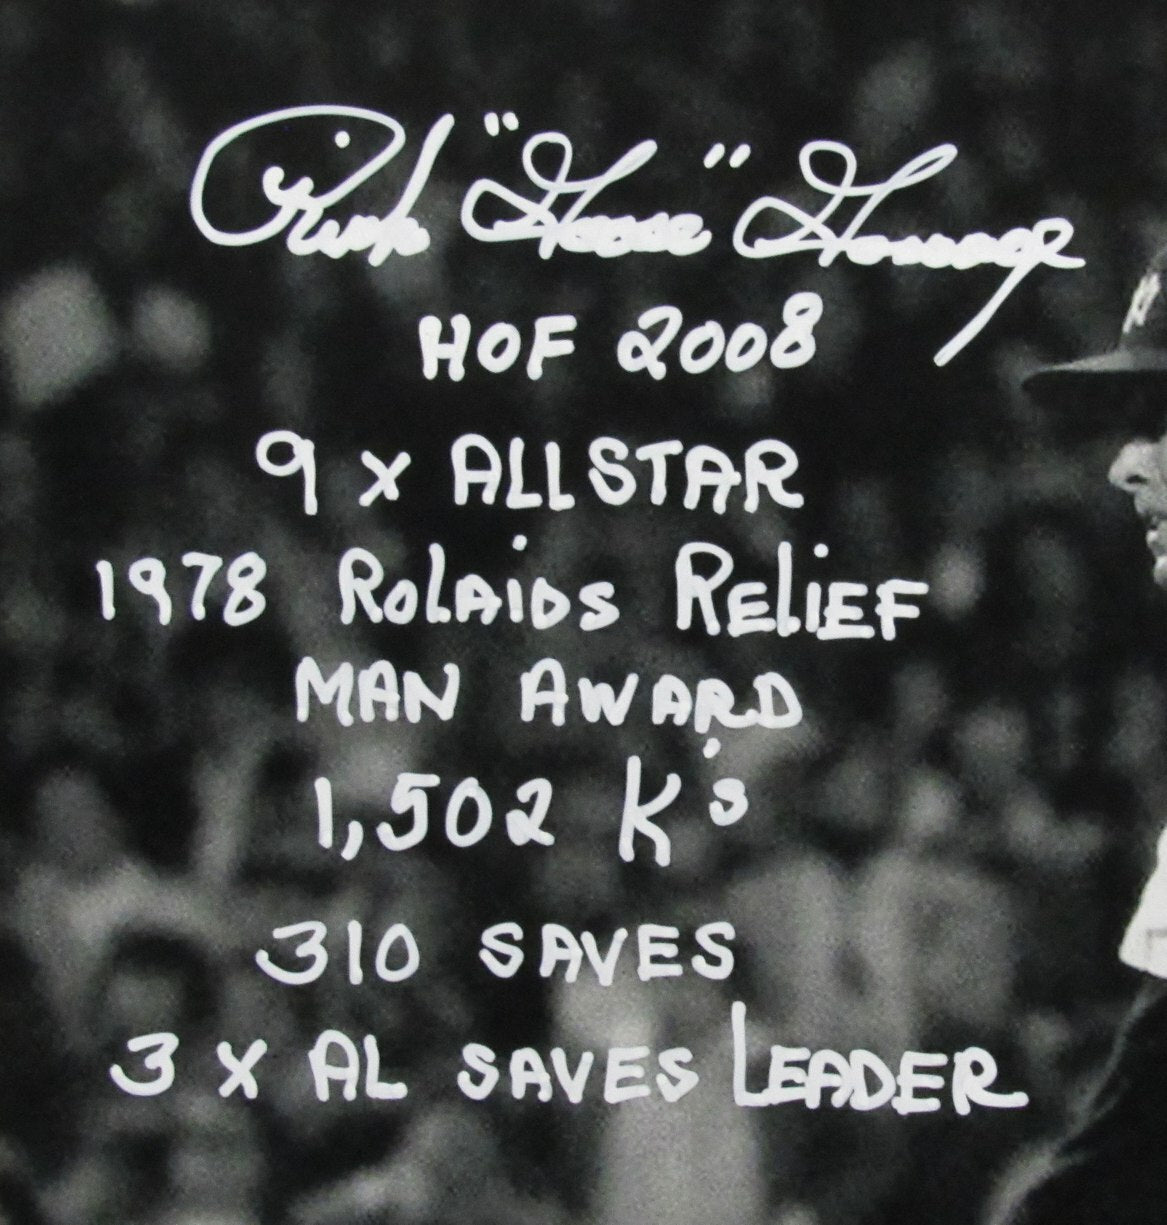 Rich "Goose" Gossage
HOF 2008
9 x ALLSTAR
1978 ROLAIDS RELIEF
MAN AWARD
1,502 K's
310 SAVES
3 x AL SAVES LEADER